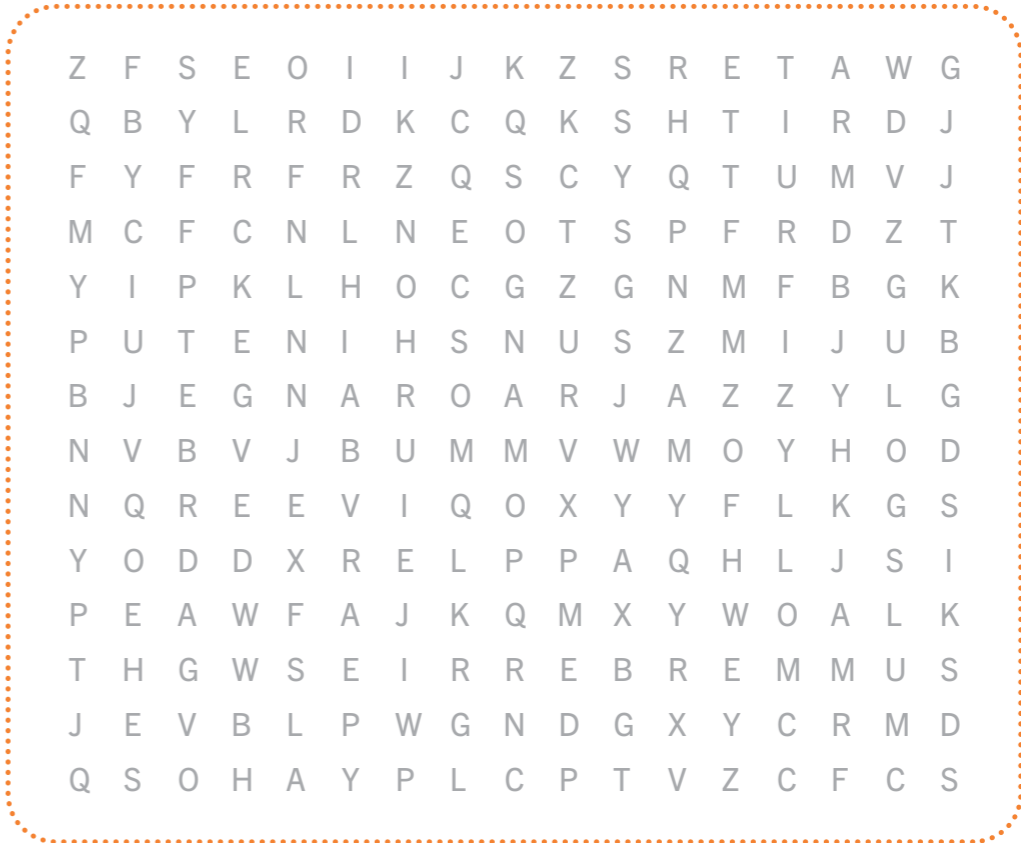 Z F S E O I I J K Z S R E T A W G
Q B Y L R D K C Q K S H T I R D J
F Y F R F R Z Q S C Y Q T U M V J
M C F C N L N E O T S P F R D Z T
Y I P K L H O C G Z G N M F B G K
P U T E N I H S N U S Z M I J U B
B J E G N A R O A R J A Z Z Y L G
N V B V J B U M M V W M O Y H O D
N Q R E E V I Q O X Y Y F L K G S
Y O D D X R E L P P A Q H L J S I
P E A W F A J K Q M X Y W O A L K
T H G W S E I R R E B R E M M U S
J E V B L P W G N D G X Y C R M D
Q S O H A Y P L C P T V Z C F C S